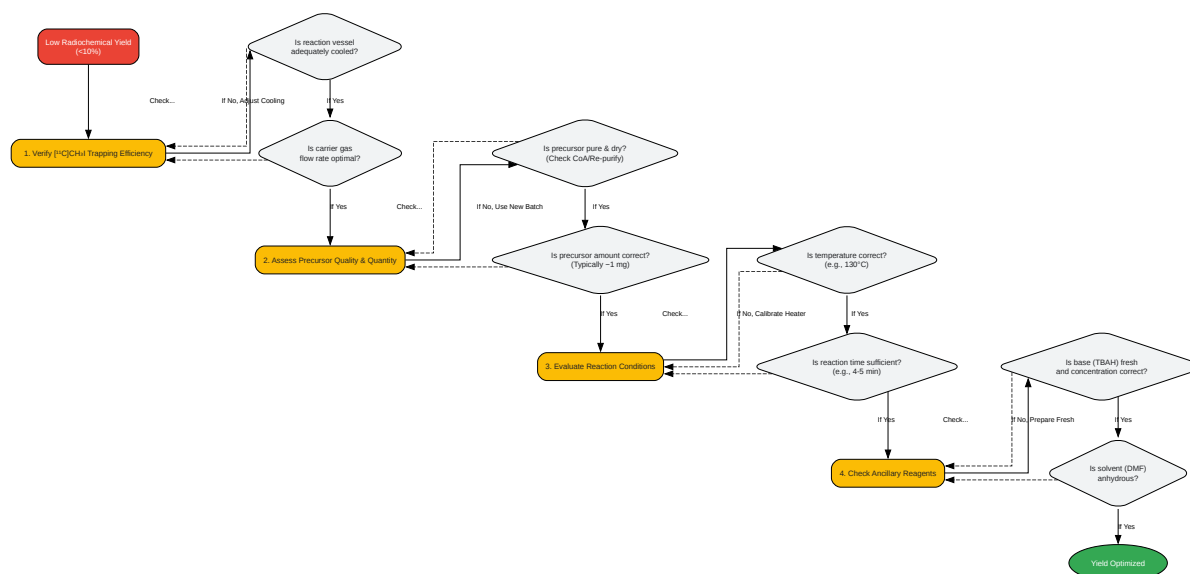 Low Radiochemical Yield
(<10%)
Is reaction vessel
adequately cooled?
Check...
If No, Adjust Cooling
If Yes
1. Verify [¹¹C]CH₃I Trapping Efficiency
Is carrier gas
flow rate optimal?
Is precursor pure & dry?
(Check CoA/Re-purify)
If Yes
Check...
If No, Use New Batch
If Yes
2. Assess Precursor Quality & Quantity
Is precursor amount correct?
(Typically ~1 mg)
Is temperature correct?
(e.g., 130°C)
If Yes
Check...
If No, Calibrate Heater
If Yes
3. Evaluate Reaction Conditions
Is reaction time sufficient?
(e.g., 4-5 min)
Is base (TBAH) fresh
and concentration correct?
If Yes
Check...
If No, Prepare Fresh
If Yes
4. Check Ancillary Reagents
Is solvent (DMF)
anhydrous?
If Yes
Yield Optimized